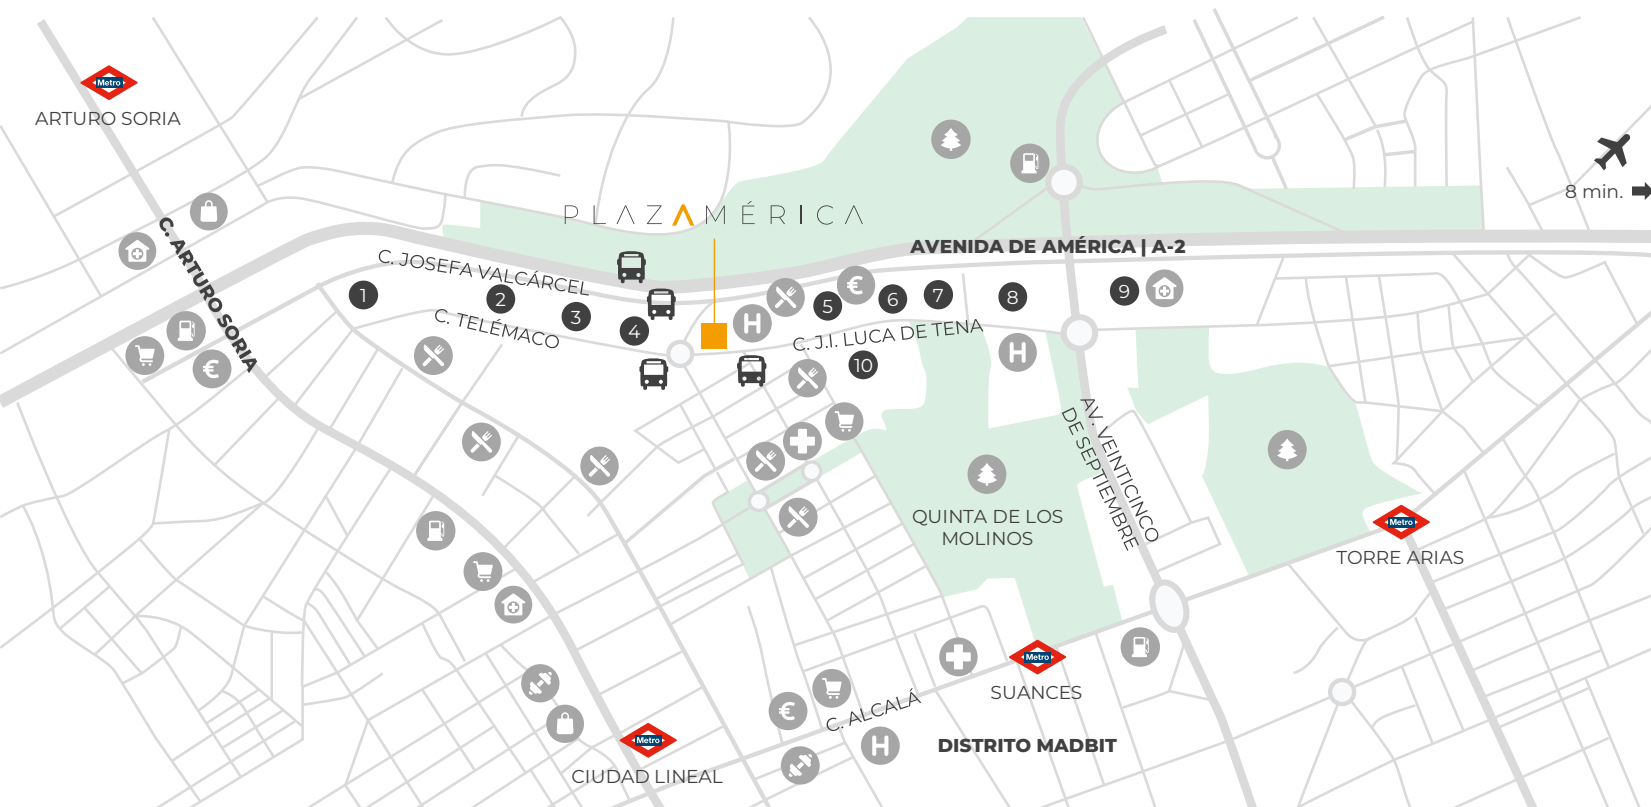 Metro
ARTURO SORIA
8 min.
C. ARTURO SORIA
PLAZAMÉRICA
AVENIDA DE AMÉRICA | A-2
C. JOSEFA VALCÁRCEL
C. TELÉMACO
1
2
3
4
H
5
€
6
7
8
9
C. J.I. LUCA DE TENA
10
H
€
AV. VEINTICINCO
DE SEPTIEMBRE
QUINTA DE LOS
MOLINOS
Metro
TORRE ARIAS
Metro
SUANCES
€
C. ALCALÁ
H
DISTRITO MADBIT
Metro
CIUDAD LINEAL